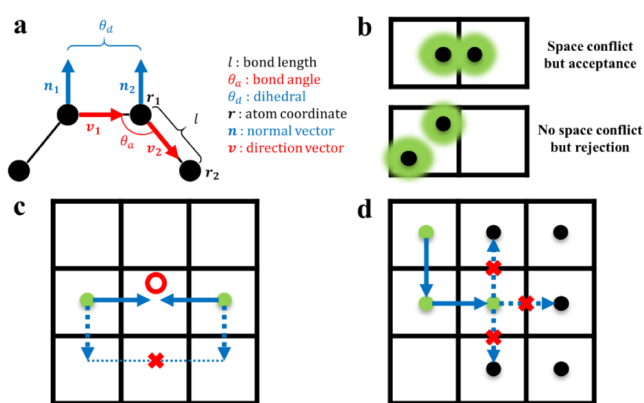 a
θd
n1
n2
r1
l
v1
θa
v2
r2
l : bond length
θa : bond angle
θd : dihedral
r : atom coordinate
n : normal vector
v : direction vector
b
Space conflict
but acceptance
No space conflict
but rejection
c
d